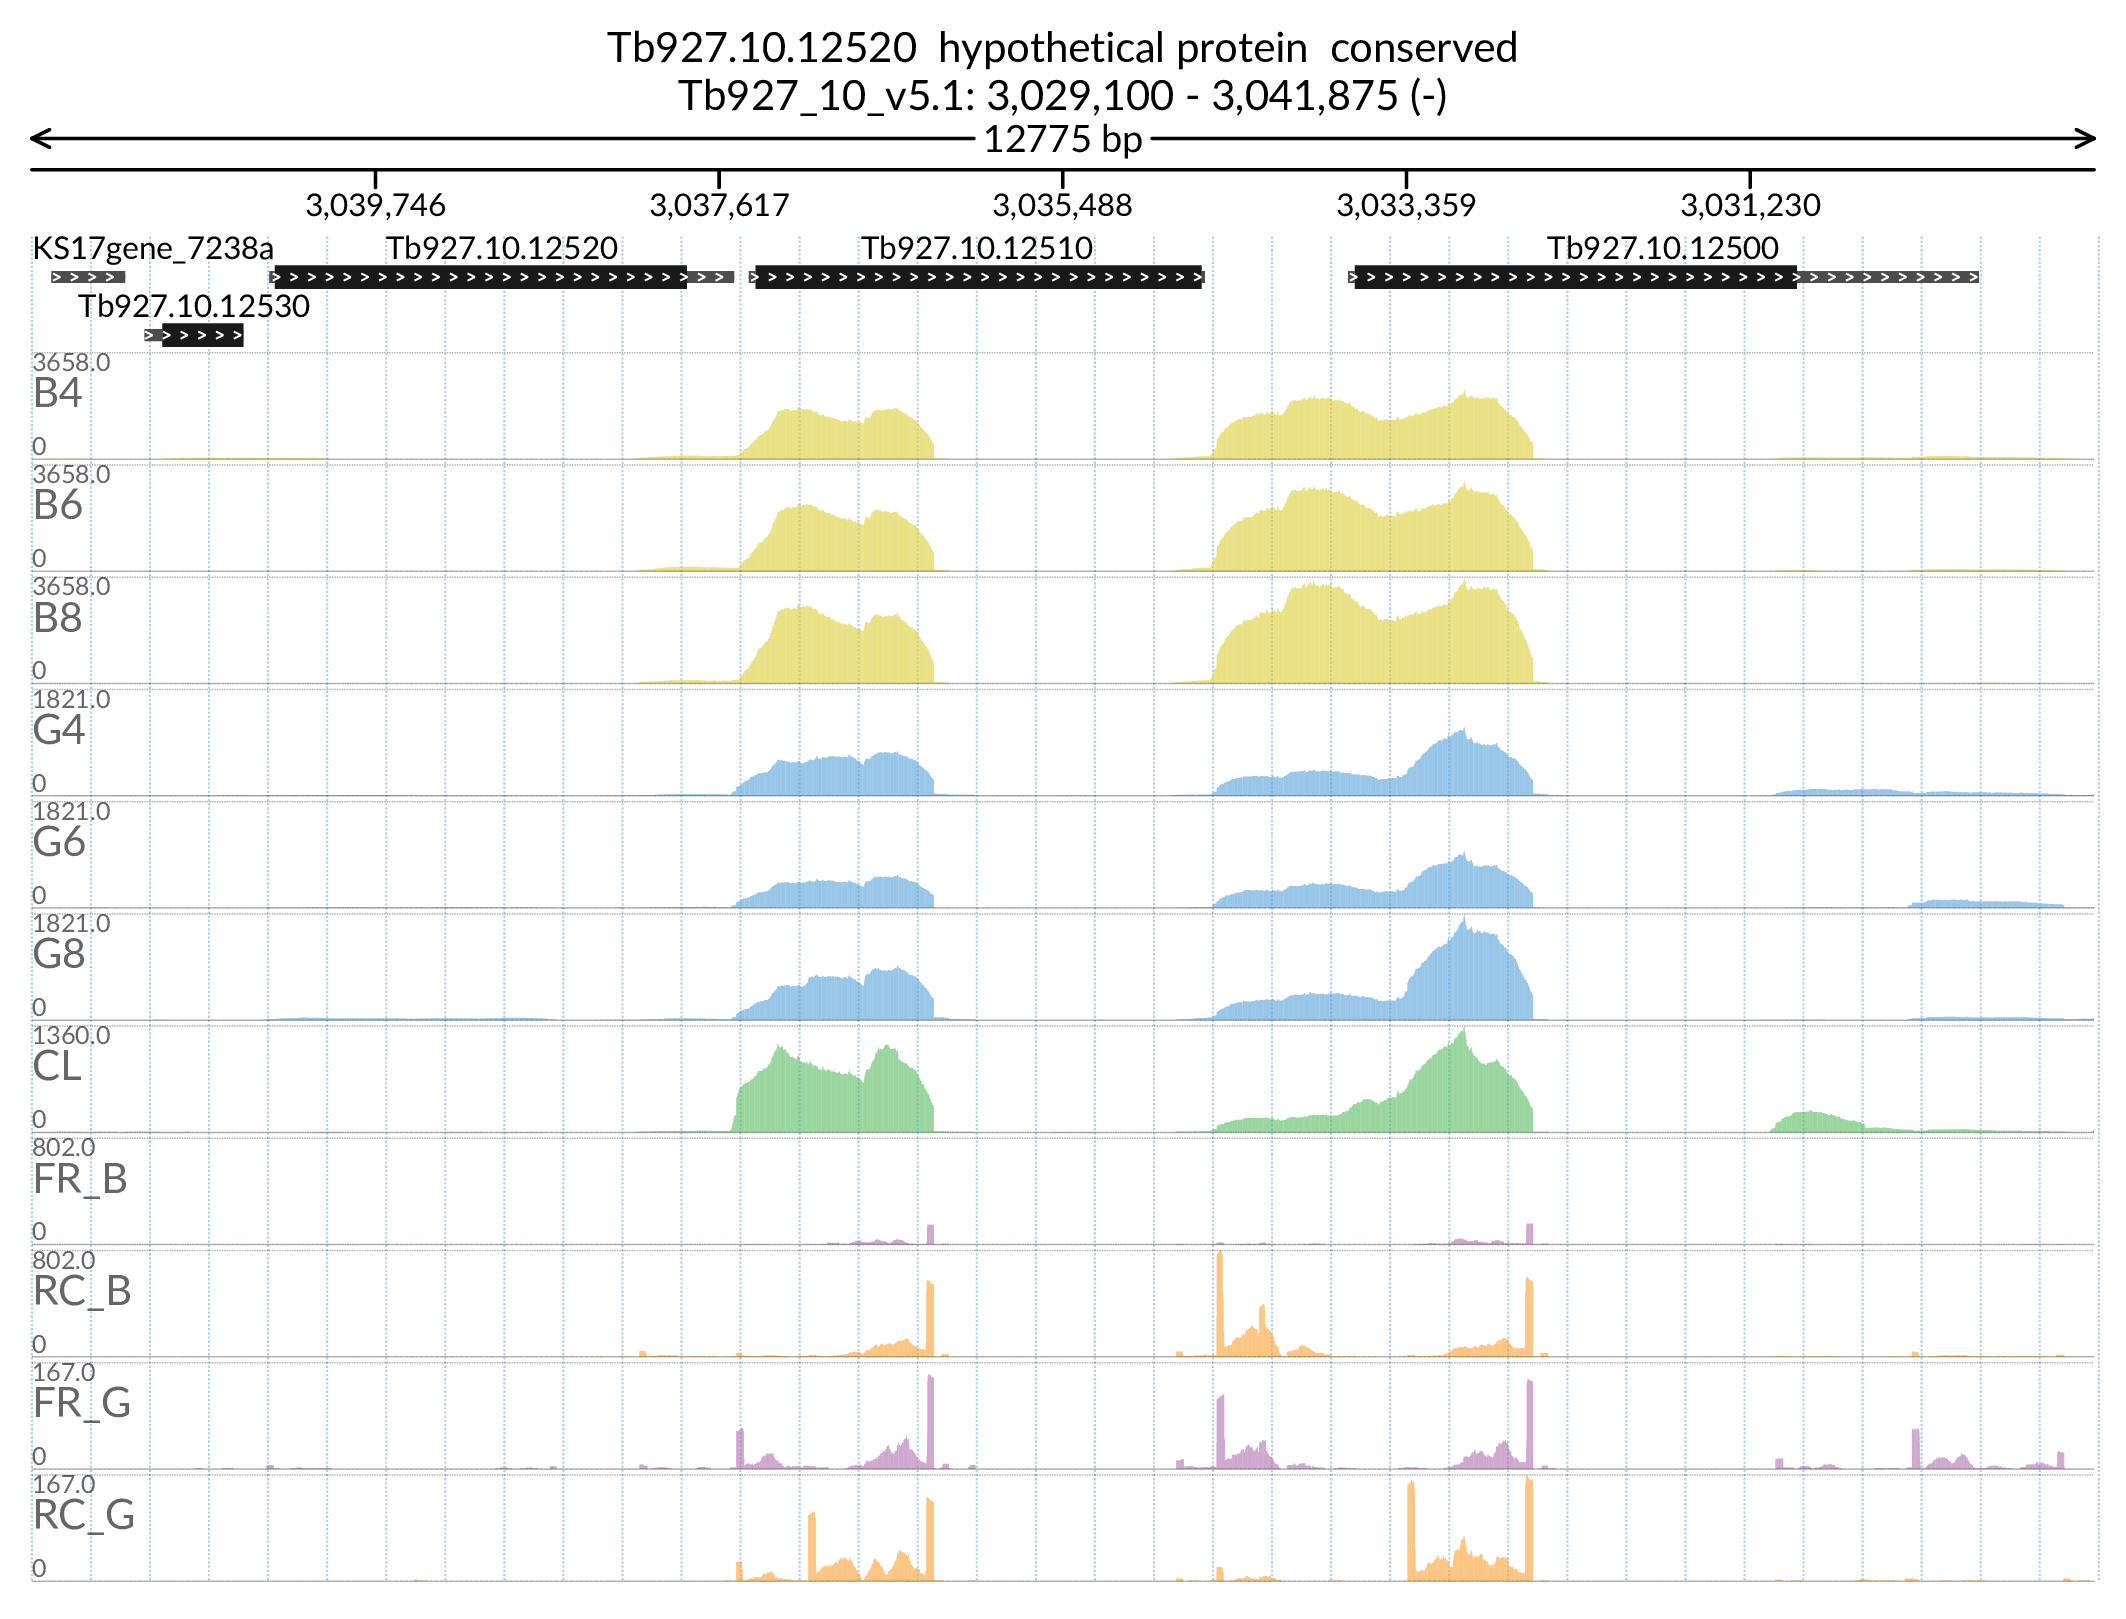 Tb927.10.12520  hypothetical protein  conserved
Tb927_10_v5.1: 3,029,100 - 3,041,875 (-)
12775 bp
3,039,746 3,037,617 3,035,488 3,033,359 3,031,230
KS17gene_7238a Tb927.10.12520 Tb927.10.12510 Tb927.10.12500
Tb927.10.12530
3658.0
B4
0
3658.0
B6
0
3658.0
B8
0
1821.0
G4
0
1821.0
G6
0
1821.0
G8
0
1360.0
CL
0
802.0
FR_B
0
802.0
RC_B
0
167.0
FR_G
0
167.0
RC_G
0